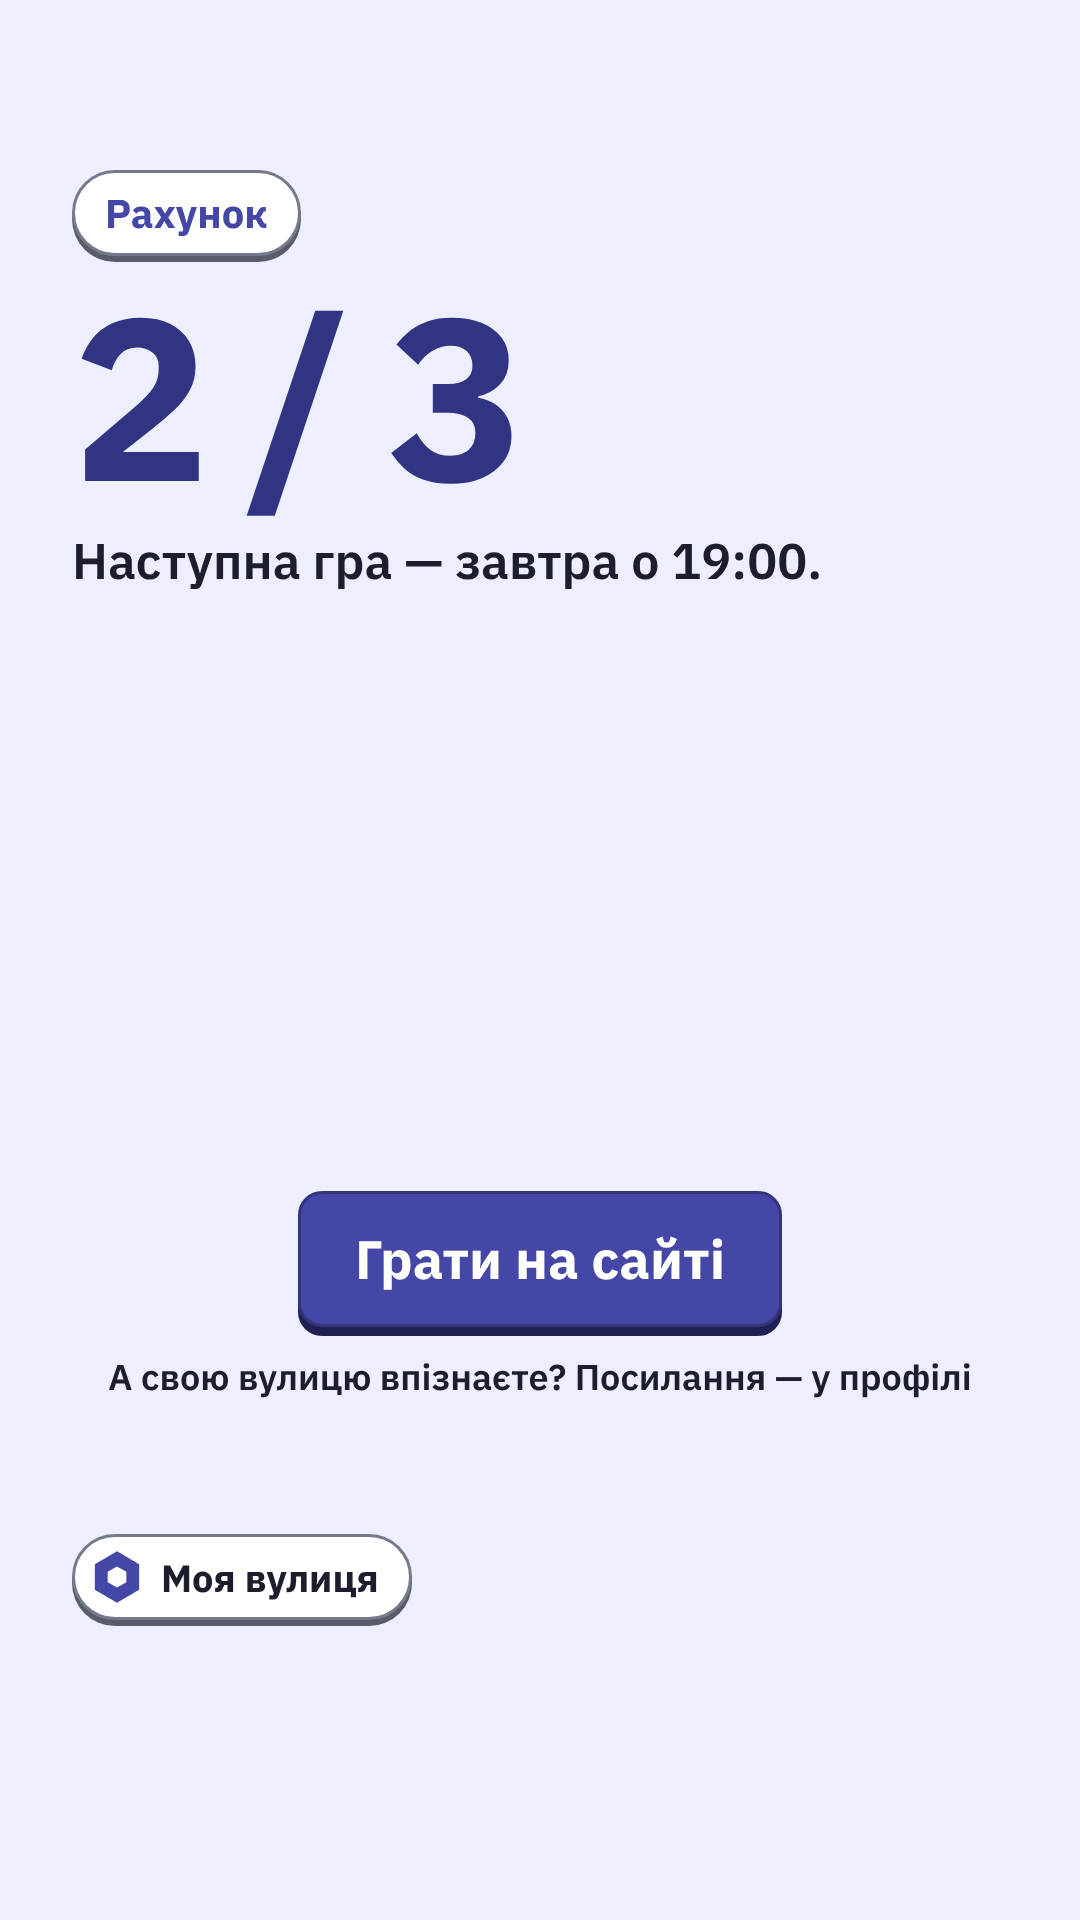 Рахунок
2 / 3
Наступна гра — завтра о 19:00.
Грати на сайті
А свою вулицю впізнаєте? Посилання — у профілі
Моя вулиця